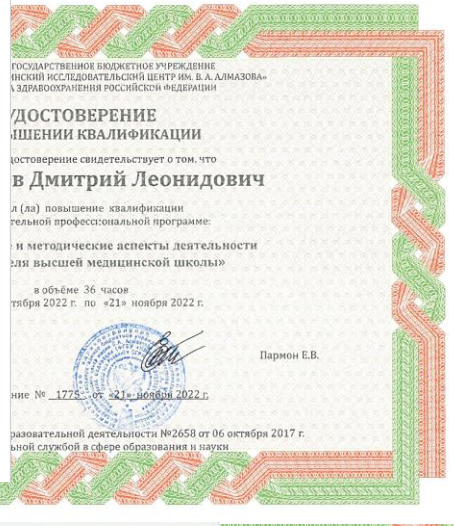 ГОСУДАРСТВЕННОЕ БЮДЖЕТНОЕ УЧРЕЖДЕНИЕ
ИНСКИЙ ИССЛЕДОВАТЕЛЬСКИЙ ЦЕНТР ИМ. В. А. АЛМАЗОВА»
А ЗДРАВООХРАНЕНИЯ РОССИЙСКОЙ ФЕДЕРАЦИИ
УДОСТОВЕРЕНИЕ
ЫШЕНИИ КВАЛИФИКАЦИИ
достоверение свидетельствует о том, что
в Дмитрий Леонидович
л (ла) повышение квалификации
тельной профессиональной программе:
е и методические аспекты деятельности
еля высшей медицинской школы»
в объёме 36 часов
тября 2022 г. по «21» ноября 2022 г.
Пармон Е.В.
ние № 1775 от «21» ноября 2022 г.
разовательной деятельности №2658 от 06 октября 2017 г.
ьной службой в сфере образования и науки